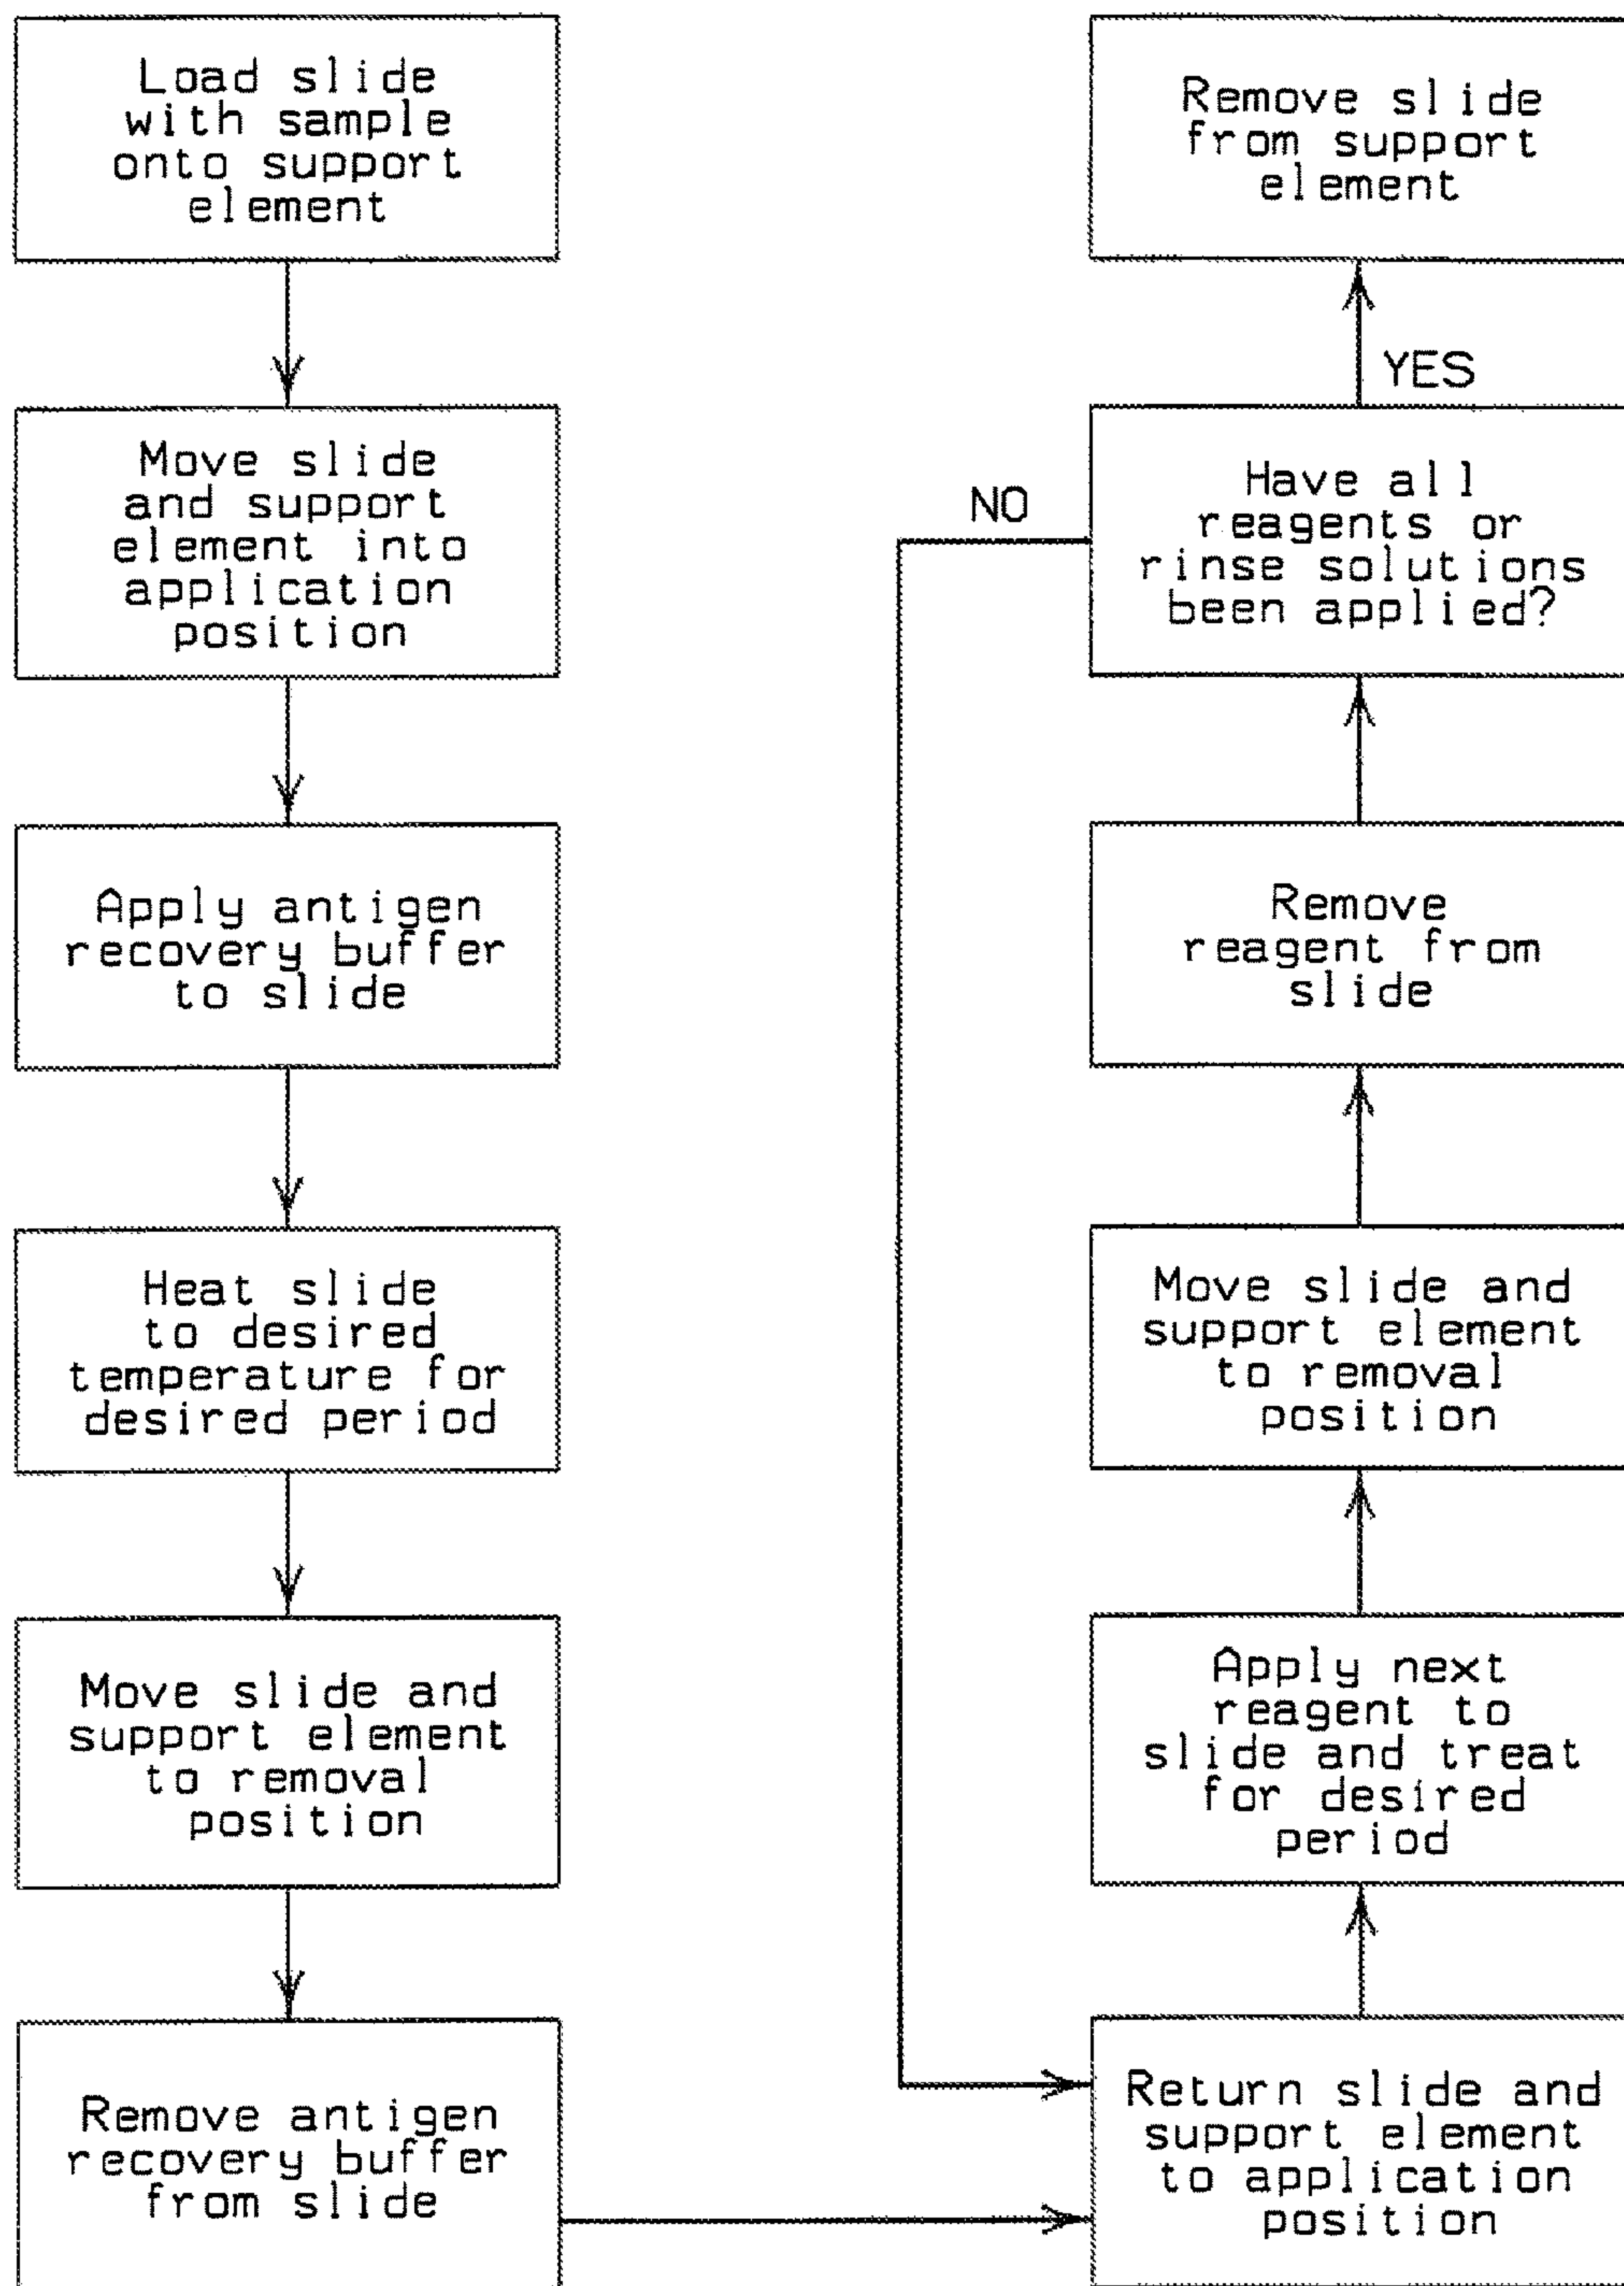 Load slide
with sample
onto support
element
Move slide
and support
element into
application
position
Apply antigen
recovery buffer
to slide
Heat slide
to desired
temperature for
desired period
Move slide and
support element
to removal
position
Remove antigen
recovery buffer
from slide
Return slide and
support element
to application
position
Apply next
reagent to
slide and treat
for desired
period
Move slide and
support element
to removal
position
Remove
reagent from
slide
Have all
reagents or
rinse solutions
been applied?
NO
YES
Remove slide
from support
element